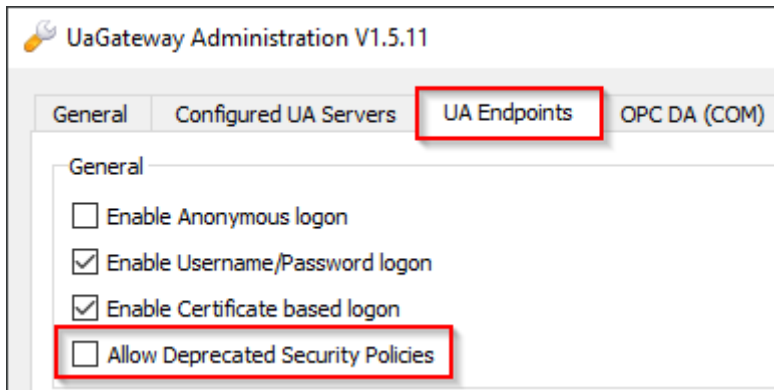 UaGateway Administration V1.5.11
General Configured UA Servers UA Endpoints OPC DA (COM)
General
Enable Anonymous logon
Enable Username/Password logon
Enable Certificate based logon
Allow Deprecated Security Policies